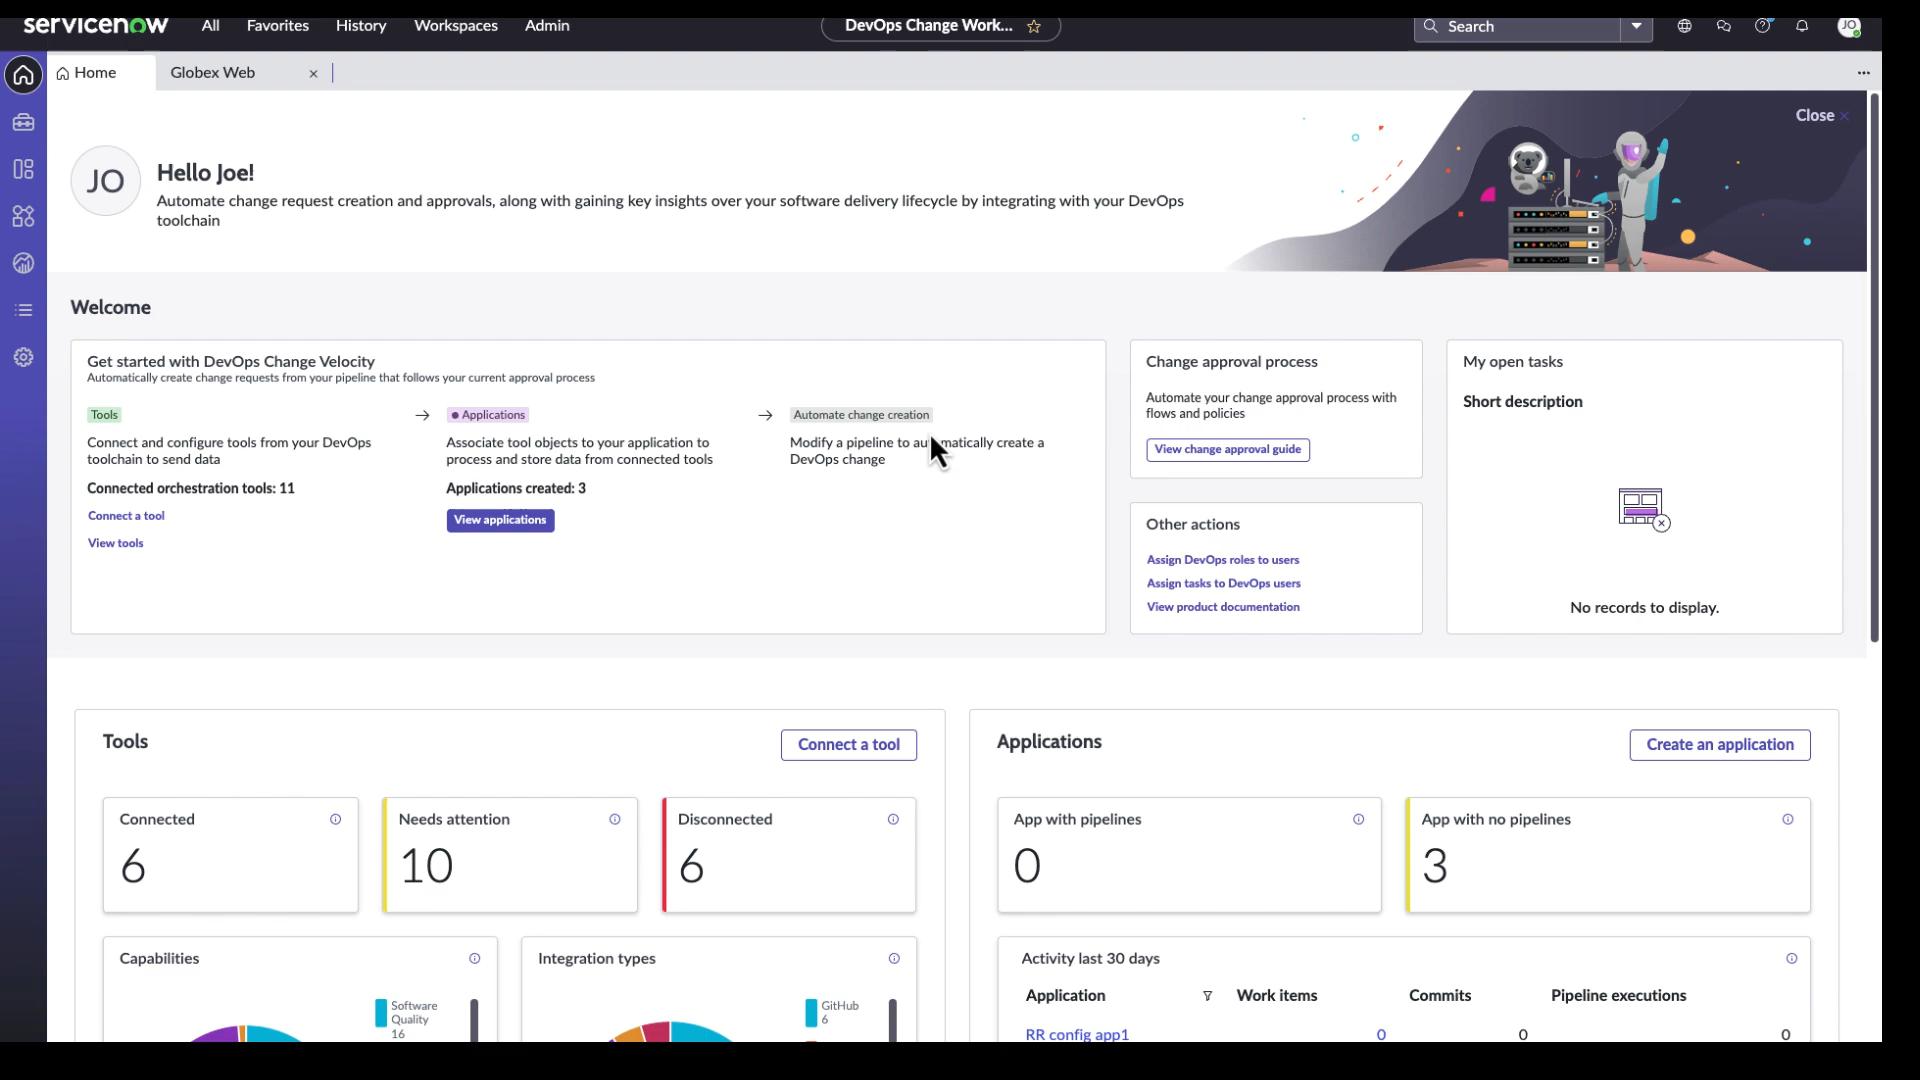 servicenow All Favorites History Workspaces Admin DevOps Change Work... Search JO
Home Globex Web
Close
JO
Hello Joe!
Automate change request creation and approvals, along with gaining key insights over your software delivery lifecycle by integrating with your DevOps
toolchain
Welcome
Get started with DevOps Change Velocity
Automatically create change requests from your pipeline that follows your current approval process
Tools
Connect and configure tools from your DevOps
toolchain to send data
Connected orchestration tools: 11
Connect a tool
View tools
Applications
Associate tool objects to your application to
process and store data from connected tools
Applications created: 3
View applications
Automate change creation
Modify a pipeline to automatically create a
DevOps change
Change approval process
Automate your change approval process with
flows and policies
View change approval guide
Other actions
Assign DevOps roles to users
Assign tasks to DevOps users
View product documentation
My open tasks
Short description
No records to display.
Tools
Connect a tool
Connected
6
Needs attention
10
Disconnected
6
Capabilities
Software
Quality
16
Integration types
GitHub
6
Applications
Create an application
App with pipelines
0
App with no pipelines
3
Activity last 30 days
Application Work items Commits Pipeline executions
RR config app1 0 0 0